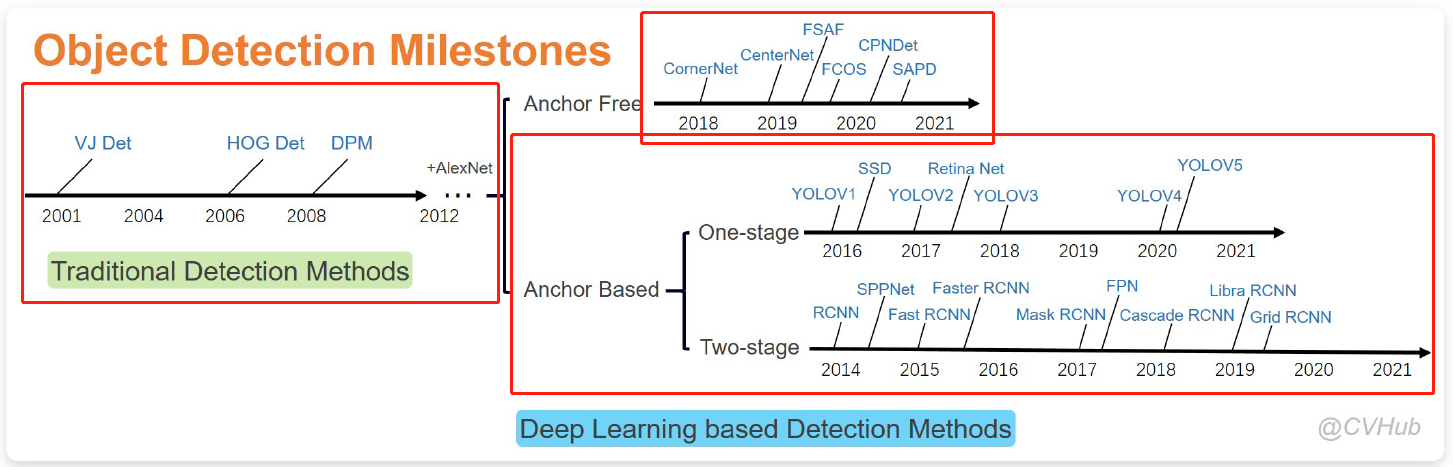 Object Detection Milestones
VJ Det
HOG Det
DPM
+AlexNet
...
2001 2004 2006 2008 2012
Traditional Detection Methods
Anchor Free
CornerNet
CenterNet
FSAF
FCOS
CPNDet
SAPD
2018 2019 2020 2021
Anchor Based
One-stage
YOLOV1
SSD
YOLOV2
Retina Net
YOLOV3
YOLOV4
YOLOV5
2016 2017 2018 2019 2020 2021
Two-stage
RCNN
SPPNet
Fast RCNN
Faster RCNN
Mask RCNN
FPN
Cascade RCNN
Libra RCNN
Grid RCNN
2014 2015 2016 2017 2018 2019 2020 2021
Deep Learning based Detection Methods
@CVHub